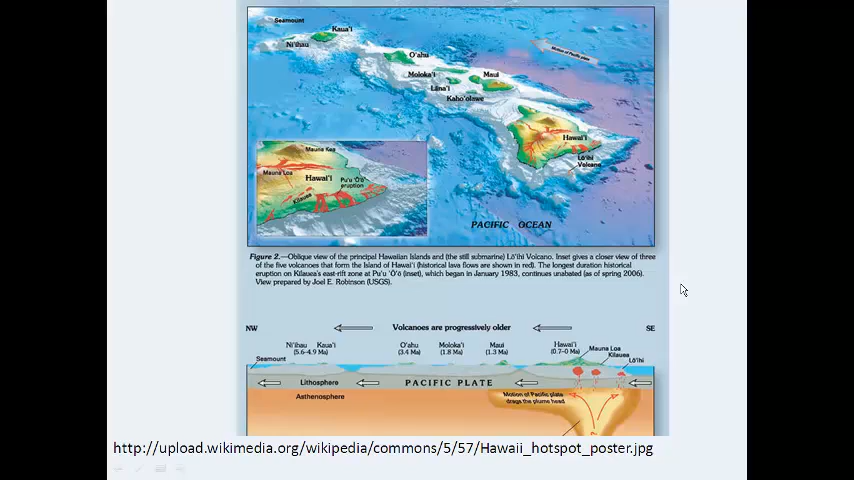 Seamount
Kaua'i
Ni'ihau
O'ahu
Motion of Pacific plate
Moloka'i
Maui
Lāna'i
Kaho'olawe
Hawai'i
Lō'ihi
Volcano
Mauna Kea
Mauna Loa
Hawai'i
Pu'u 'Ō'ō
eruption
Kilauea
PACIFIC OCEAN
Figure 2.—Oblique view of the principal Hawaiian Islands and (the still submarine) Lō'ihi Volcano. Inset gives a closer view of three
of the five volcanoes that form the Island of Hawai'i (historical lava flows are shown in red). The longest duration historical
eruption on Kīlauea's east-rift zone at Pu'u 'Ō'ō (inset), which began in January 1983, continues unabated (as of spring 2006).
View prepared by Joel E. Robinson (USGS).
NW
Volcanoes are progressively older
SE
Ni'ihau Kaua'i
(5.6-4.9 Ma)
O'ahu
(3.4 Ma)
Moloka'i
(1.8 Ma)
Maui
(1.3 Ma)
Hawai'i
(0.7-0 Ma)
Mauna Loa
Kilauea
Lō'ihi
Seamount
Lithosphere
PACIFIC PLATE
Asthenosphere
Motion of Pacific plate
drags the plume head
http://upload.wikimedia.org/wikipedia/commons/5/57/Hawaii_hotspot_poster.jpg